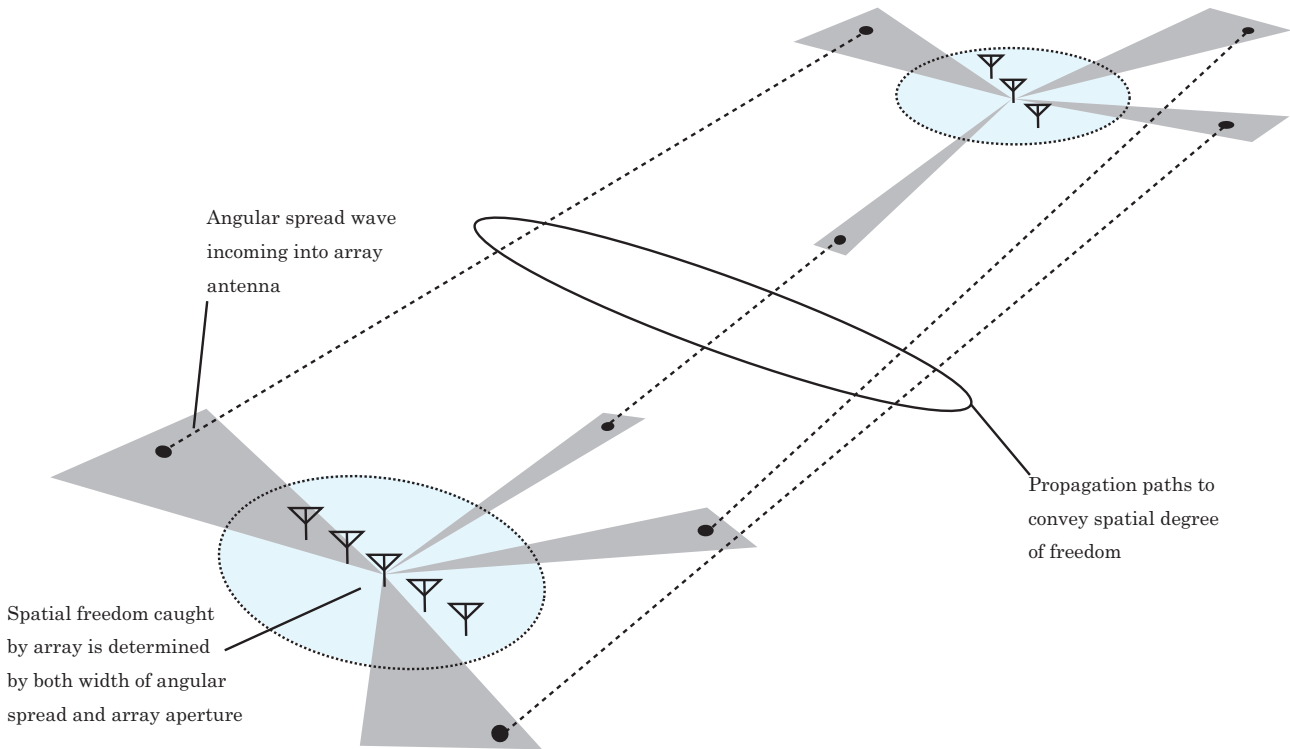 Angular spread wave
incoming into array
antenna
Propagation paths to
convey spatial degree
of freedom
Spatial freedom caught
by array is determined
by both width of angular
spread and array aperture